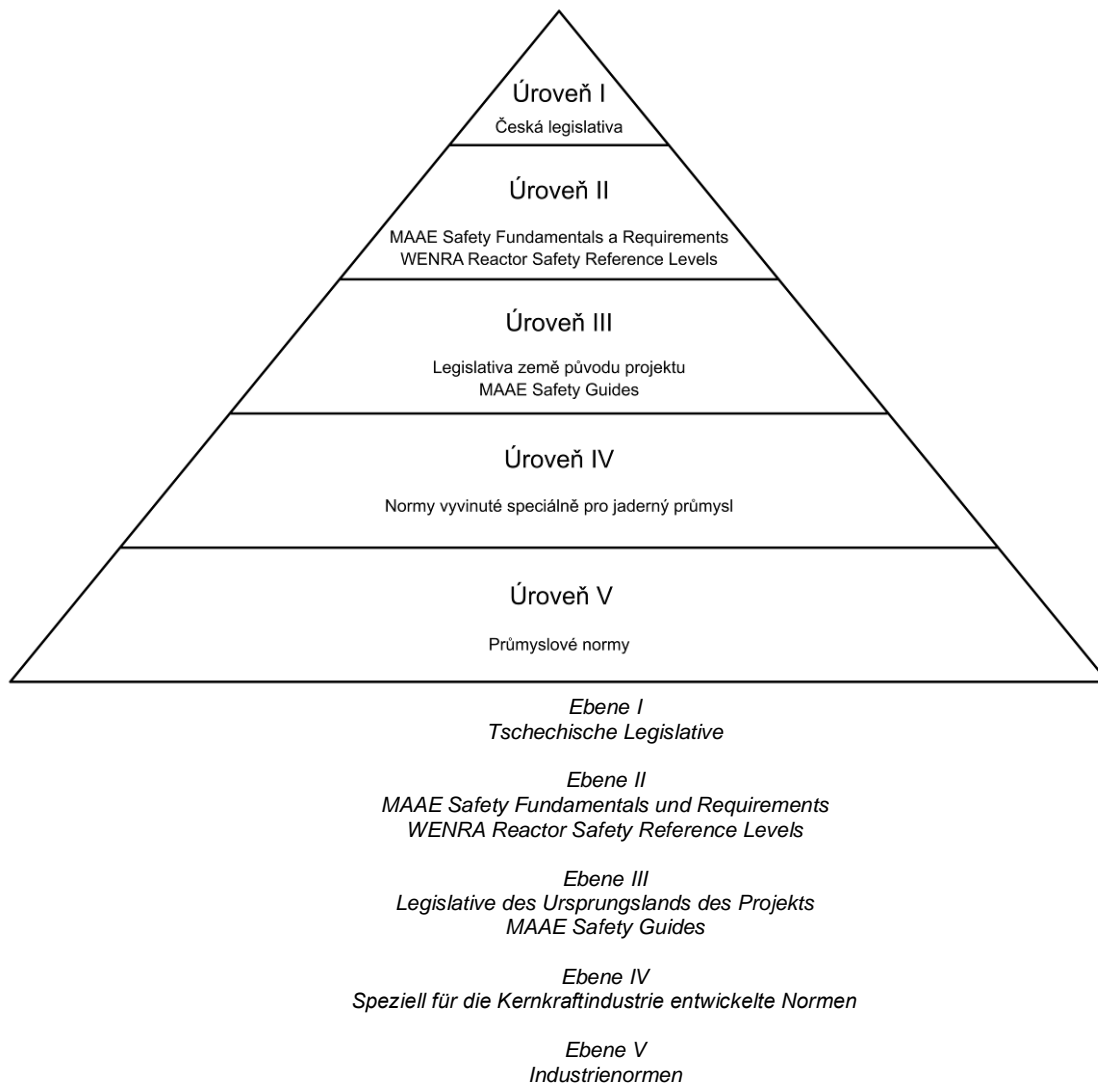 Úroveň I
Česká legislativa
Úroveň II
MAAE Safety Fundamentals a Requirements
WENRA Reactor Safety Reference Levels
Úroveň III
Legislativa země původu projektu
MAAE Safety Guides
Úroveň IV
Normy vyvinuté speciálně pro jaderný průmysl
Úroveň V
Průmyslové normy
Ebene I
Tschechische Legislative
Ebene II
MAAE Safety Fundamentals und Requirements
WENRA Reactor Safety Reference Levels
Ebene III
Legislative des Ursprungslands des Projekts
MAAE Safety Guides
Ebene IV
Speziell für die Kernkraftindustrie entwickelte Normen
Ebene V
Industrienormen